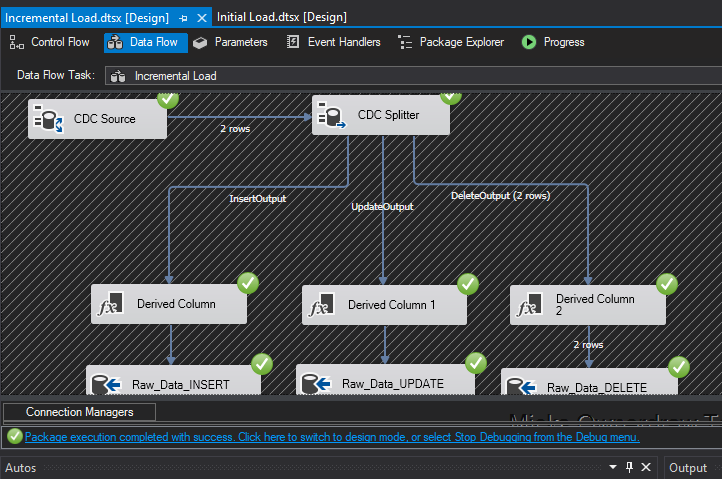 Incremental Load.dtsx [Design]
Initial Load.dtsx [Design]
Control Flow
Data Flow
Parameters
Event Handlers
Package Explorer
Progress
Data Flow Task:
Incremental Load
CDC Source
2 rows
CDC Splitter
InsertOutput
UpdateOutput
DeleteOutput (2 rows)
Derived Column
Derived Column 1
Derived Column
2
2 rows
Raw_Data_INSERT
Raw_Data_UPDATE
Raw_Data_DELETE
Connection Managers
Package execution completed with success. Click here to switch to design mode, or select Stop Debugging from the Debug menu.
Autos
Output